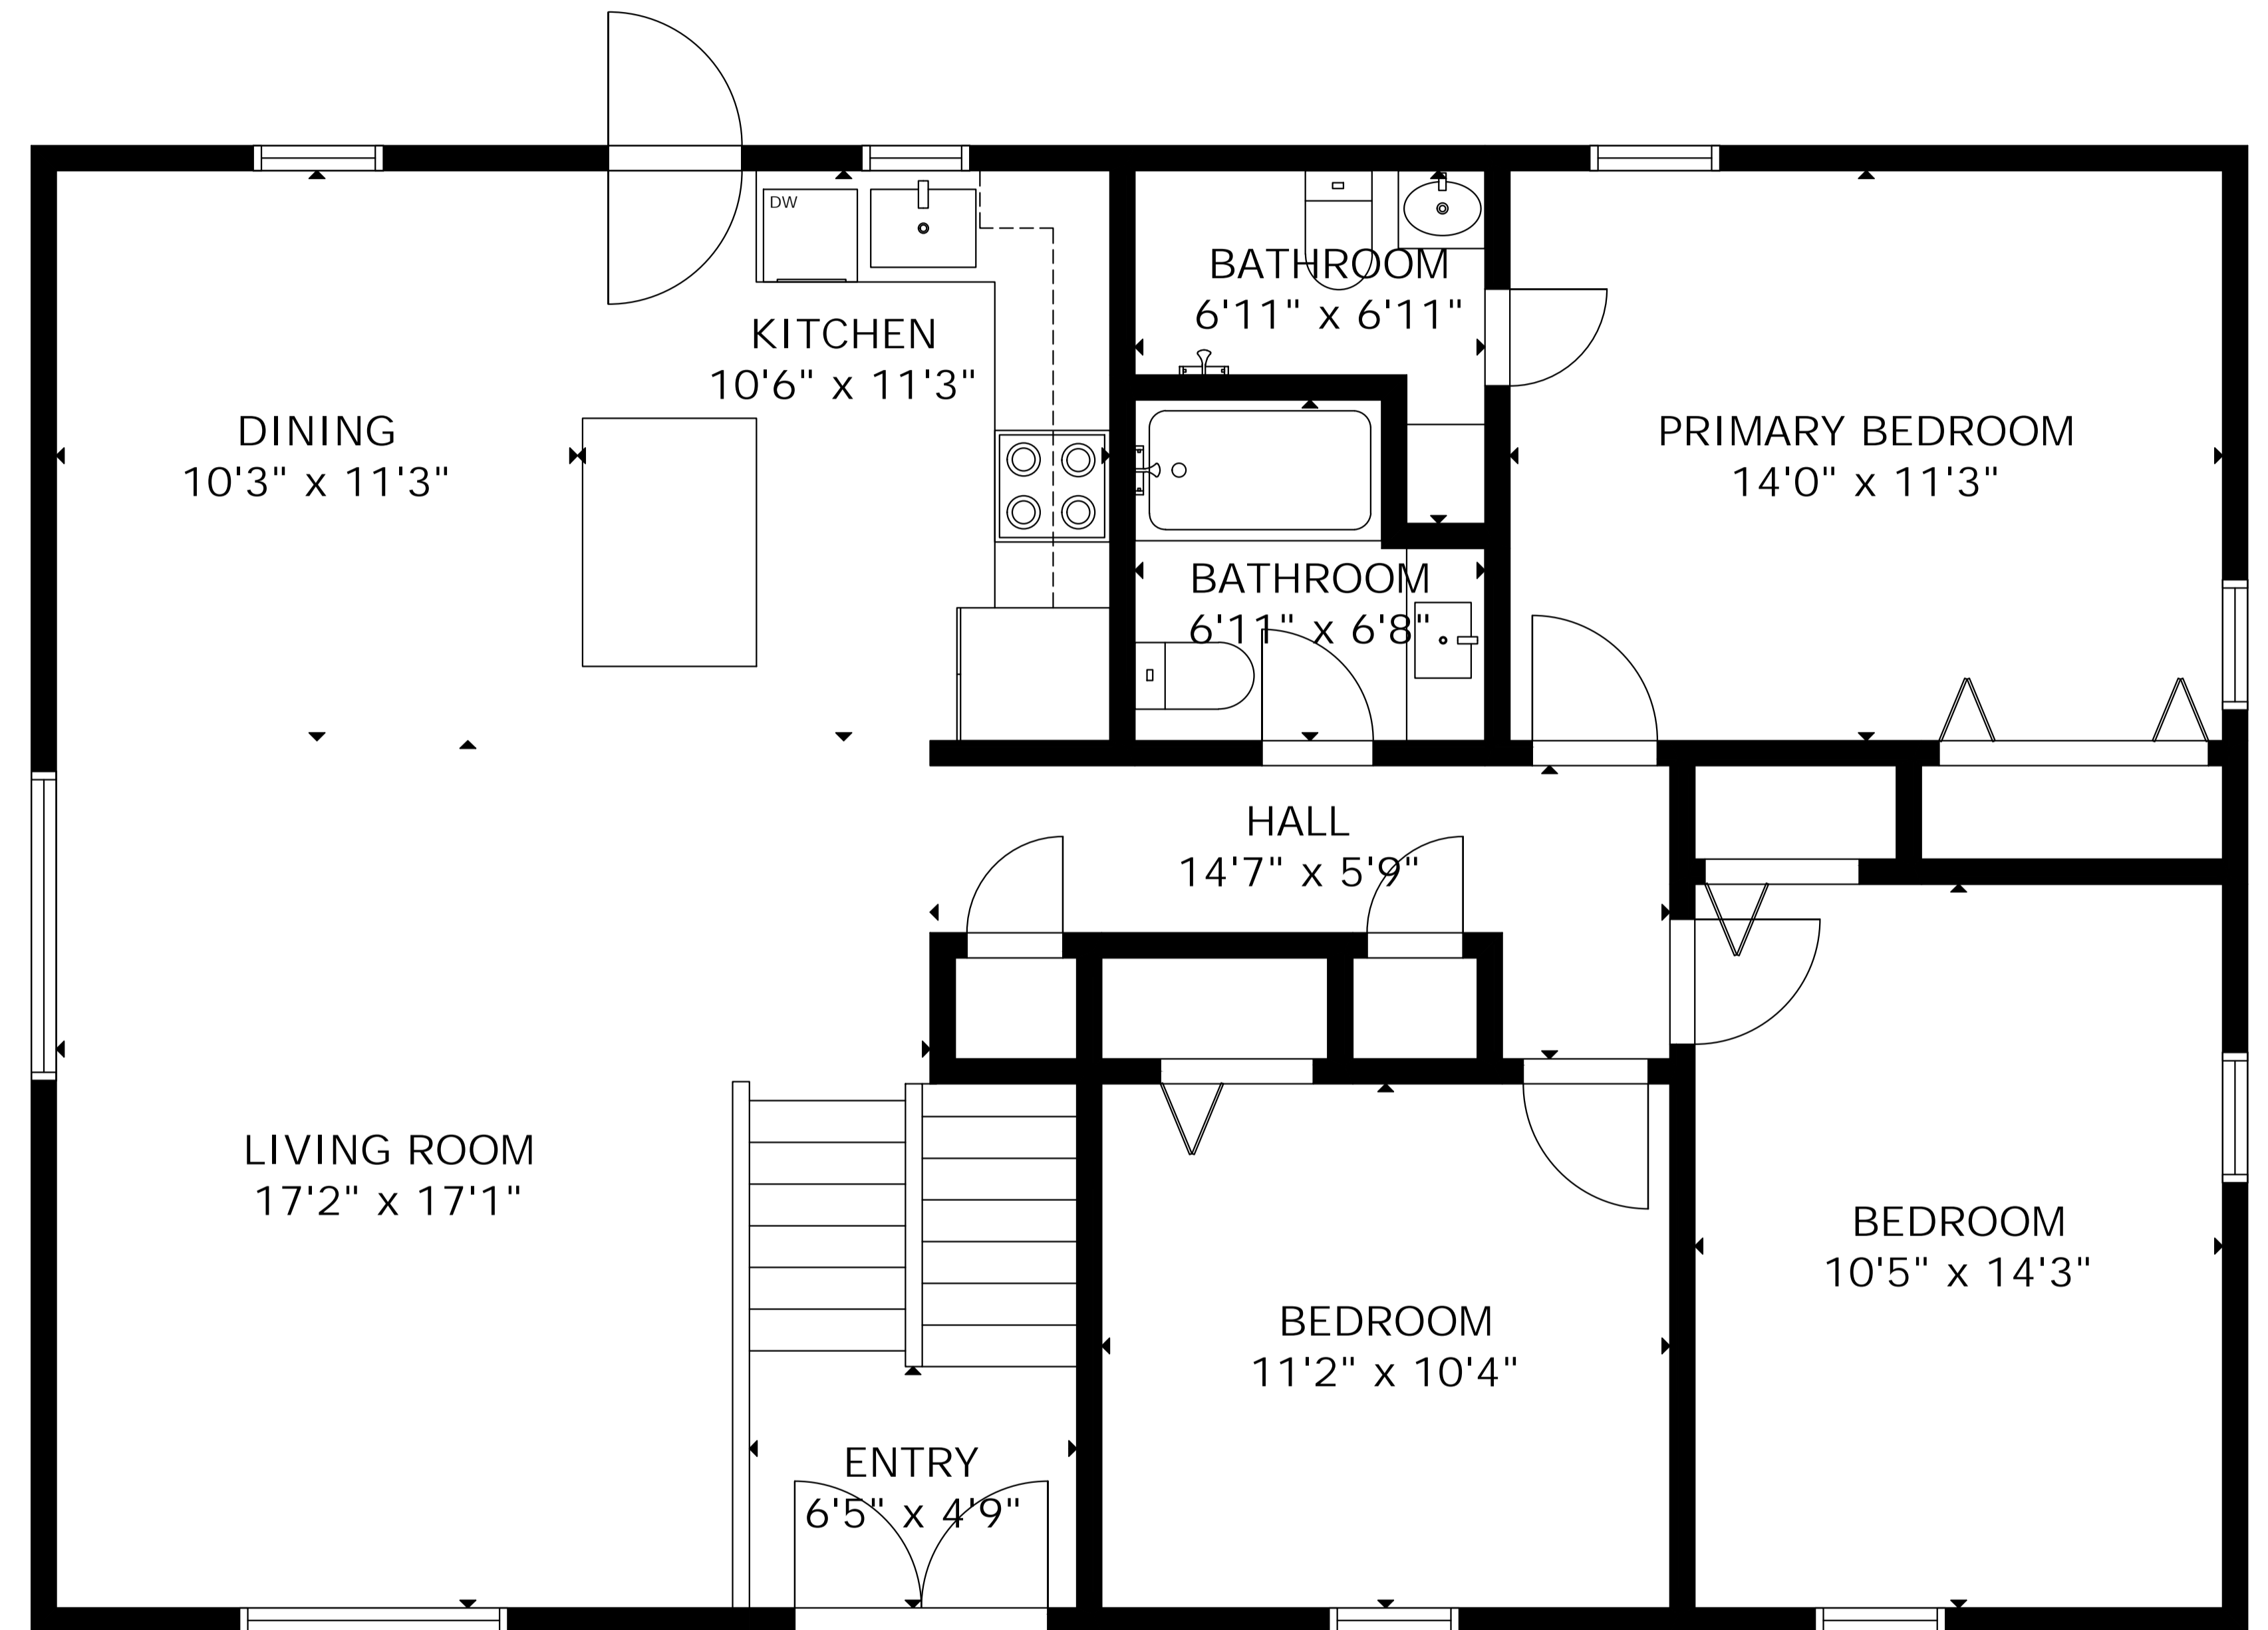 DW
BATHROOM
6'11" x 6'11"
KITCHEN
10'6" x 11'3"
DINING
10'3" x 11'3"
PRIMARY BEDROOM
14'0" x 11'3"
BATHROOM
6'11" x 6'8"
HALL
14'7" x 5'9"
LIVING ROOM
17'2" x 17'1"
BEDROOM
10'5" x 14'3"
BEDROOM
11'2" x 10'4"
ENTRY
6'5" x 4'9"